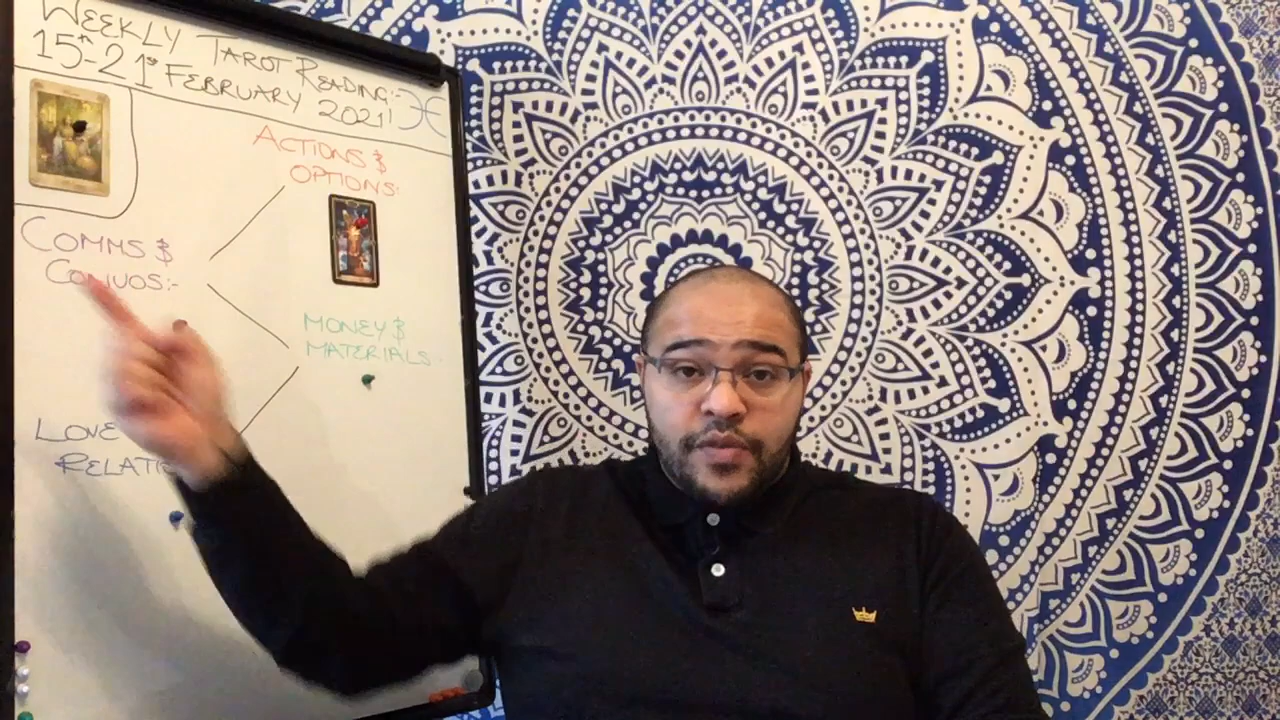 WEEKLY TAROT READING:-
15th-21st FEBRUARY 2021! ♓
ACTIONS &
OPTIONS:-
COMMS &
CONVOS:-
MONEY &
MATERIALS
LOVE
RELATI